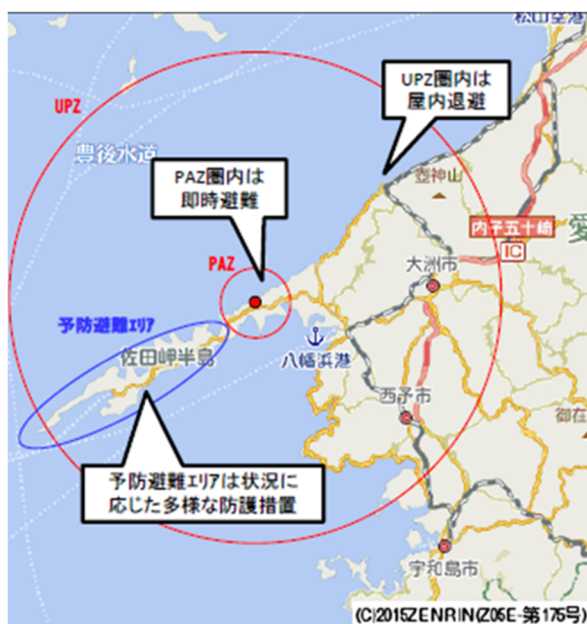 松山空港
UPZ
UPZ圏内は
屋内退避
豊後水道
壺神山
PAZ圏内は
即時避難
内子五十崎
愛
IC
PAZ
大洲市
予防避難エリア
佐田岬半島
八幡浜港
西予市
御在
予防避難エリアは状況に
応じた多様な防護措置
宇和島市
(C)2015ZENRIN(Z05E-第175号)